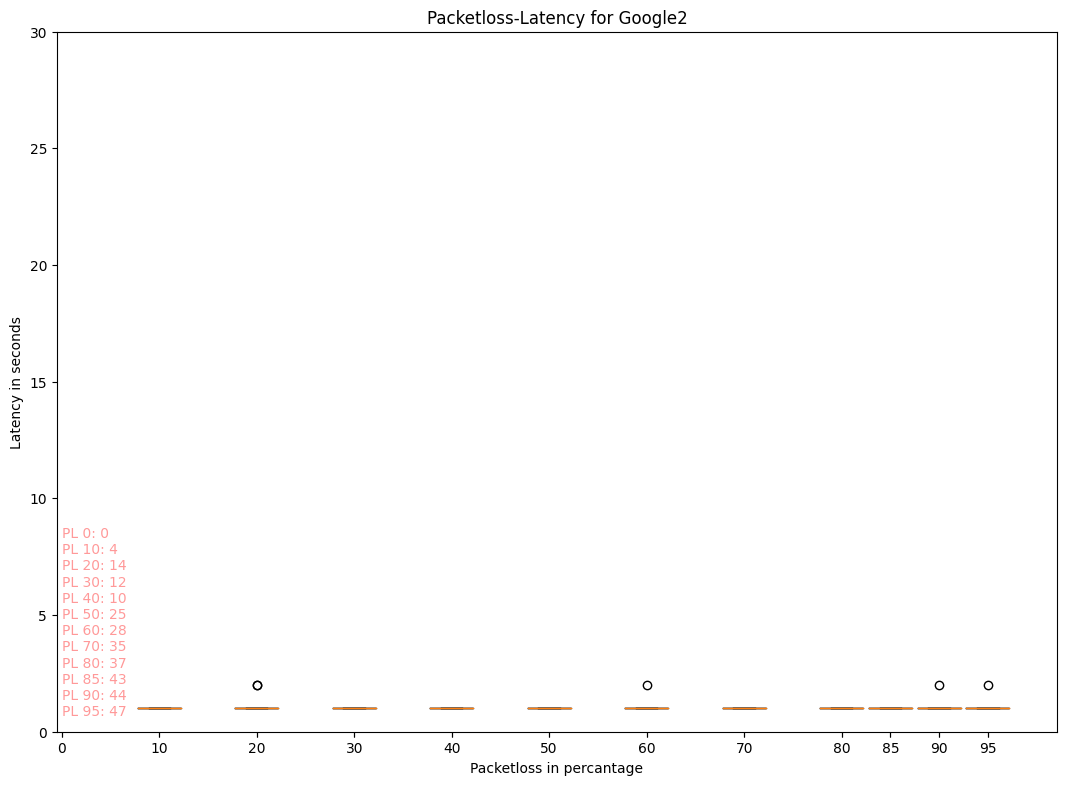 Packetloss-Latency for Google2
30
25
20
15
10
5
0
Latency in seconds
PL 0: 0
PL 10: 4
PL 20: 14
PL 30: 12
PL 40: 10
PL 50: 25
PL 60: 28
PL 70: 35
PL 80: 37
PL 85: 43
PL 90: 44
PL 95: 47
0 10 20 30 40 50 60 70 80 85 90 95
Packetloss in percantage